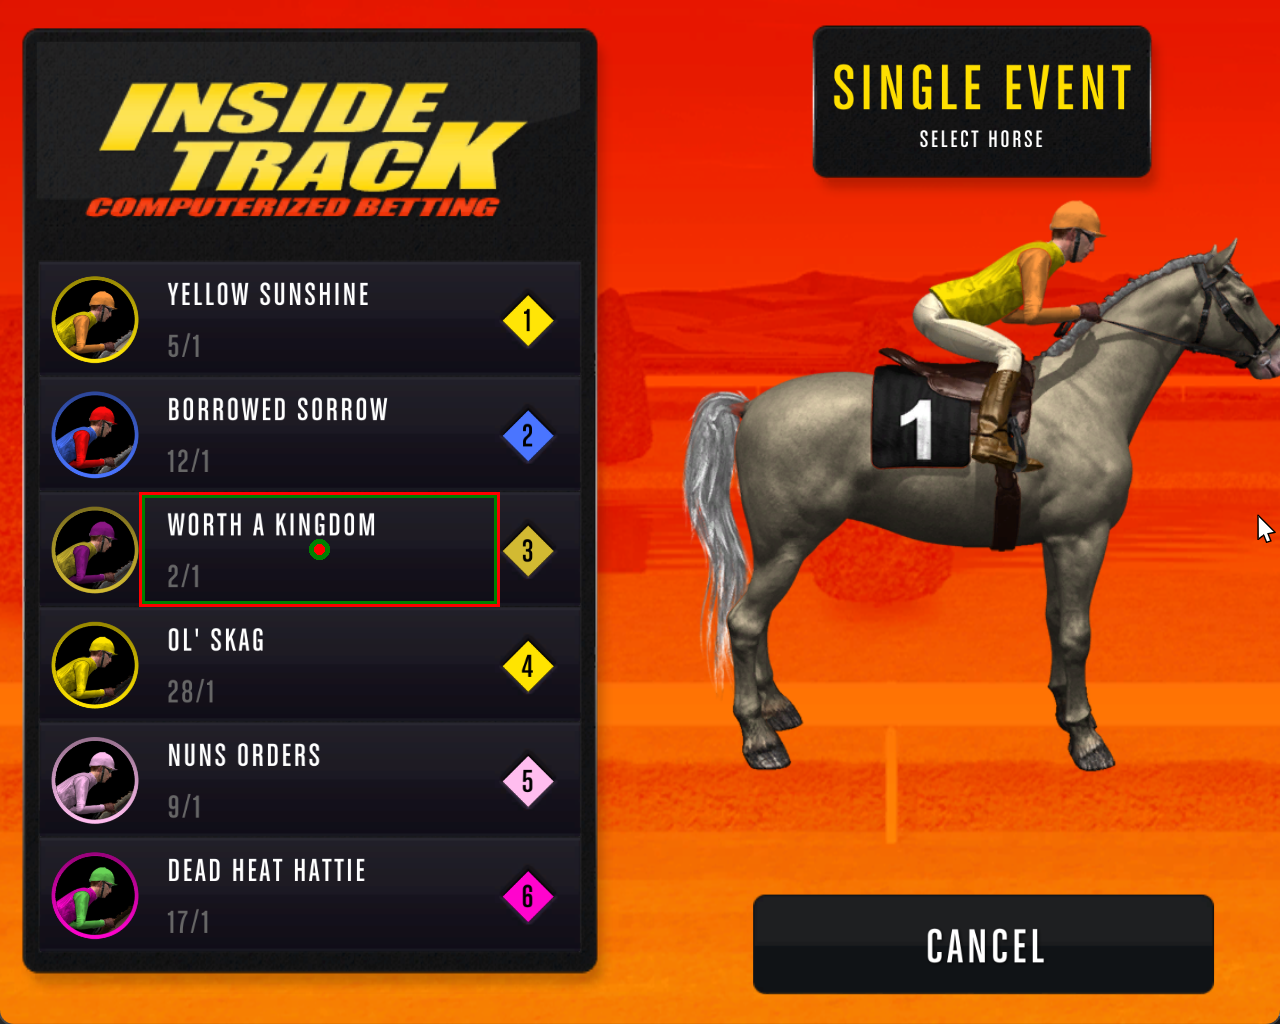 INSIDE
TRACK
COMPUTERIZED BETTING
YELLOW SUNSHINE
5/1
1
BORROWED SORROW
12/1
2
WORTH A KINGDOM
2/1
3
OL' SKAG
28/1
4
NUNS ORDERS
9/1
5
DEAD HEAT HATTIE
17/1
6
SINGLE EVENT
SELECT HORSE
1
CANCEL